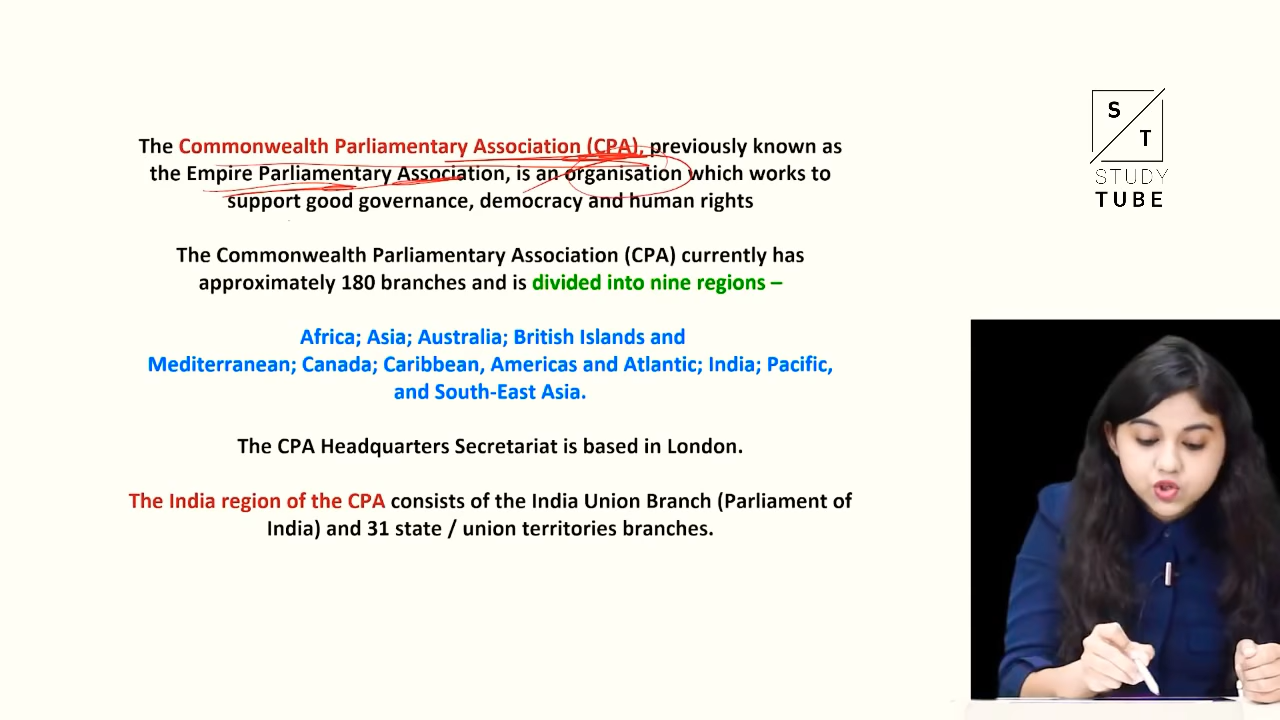 The Commonwealth Parliamentary Association (CPA), previously known as
the Empire Parliamentary Association, is an organisation which works to
support good governance, democracy and human rights
The Commonwealth Parliamentary Association (CPA) currently has
approximately 180 branches and is divided into nine regions –
Africa; Asia; Australia; British Islands and
Mediterranean; Canada; Caribbean, Americas and Atlantic; India; Pacific,
and South-East Asia.
The CPA Headquarters Secretariat is based in London.
The India region of the CPA consists of the India Union Branch (Parliament of
India) and 31 state / union territories branches.
S
T
STUDY
TUBE